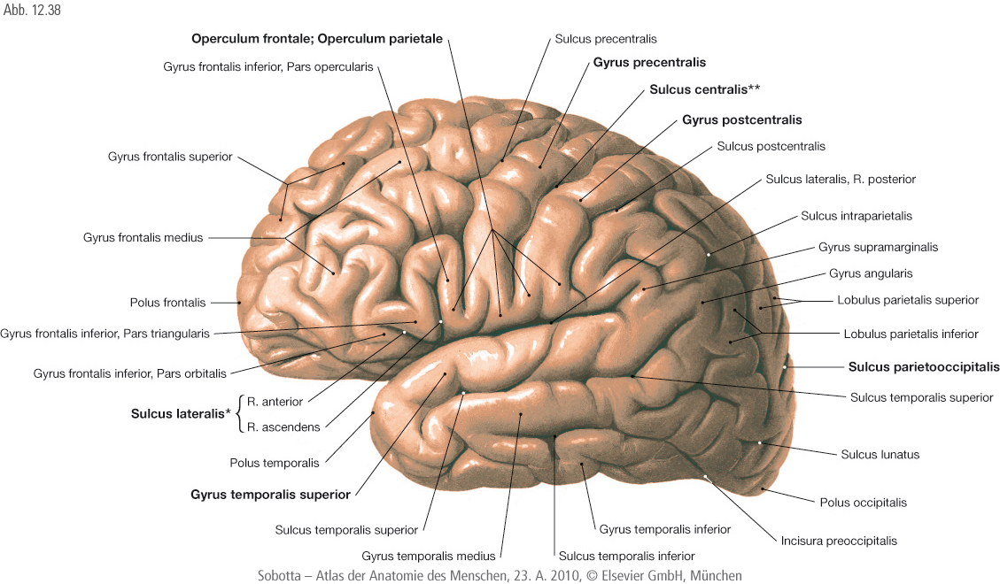 Abb. 12.38
Operculum frontale; Operculum parietale
Sulcus precentralis
Gyrus frontalis inferior, Pars opercularis
Gyrus precentralis
Sulcus centralis**
Gyrus postcentralis
Sulcus postcentralis
Gyrus frontalis superior
Sulcus lateralis, R. posterior
Sulcus intraparietalis
Gyrus frontalis medius
Gyrus supramarginalis
Gyrus angularis
Polus frontalis
Lobulus parietalis superior
Gyrus frontalis inferior, Pars triangularis
Lobulus parietalis inferior
Gyrus frontalis inferior, Pars orbitalis
Sulcus parietooccipitalis
Sulcus temporalis superior
Sulcus lateralis*
R. anterior
R. ascendens
Polus temporalis
Sulcus lunatus
Gyrus temporalis superior
Polus occipitalis
Sulcus temporalis superior
Gyrus temporalis inferior
Incisura preoccipitalis
Gyrus temporalis medius
Sulcus temporalis inferior
Sobotta – Atlas der Anatomie des Menschen, 23. A. 2010, © Elsevier GmbH, München